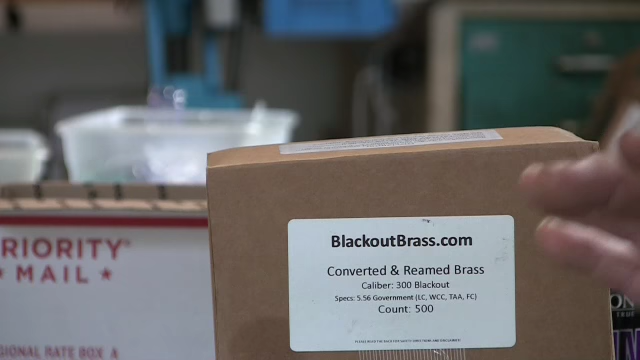 BlackoutBrass.com
Converted & Reamed Brass
Caliber: 300 Blackout
Specs: 5.56 Government (LC, WCC, TAA, FC)
Count: 500
RIORITY
★ MAIL ★
GIONAL RATE BOX A